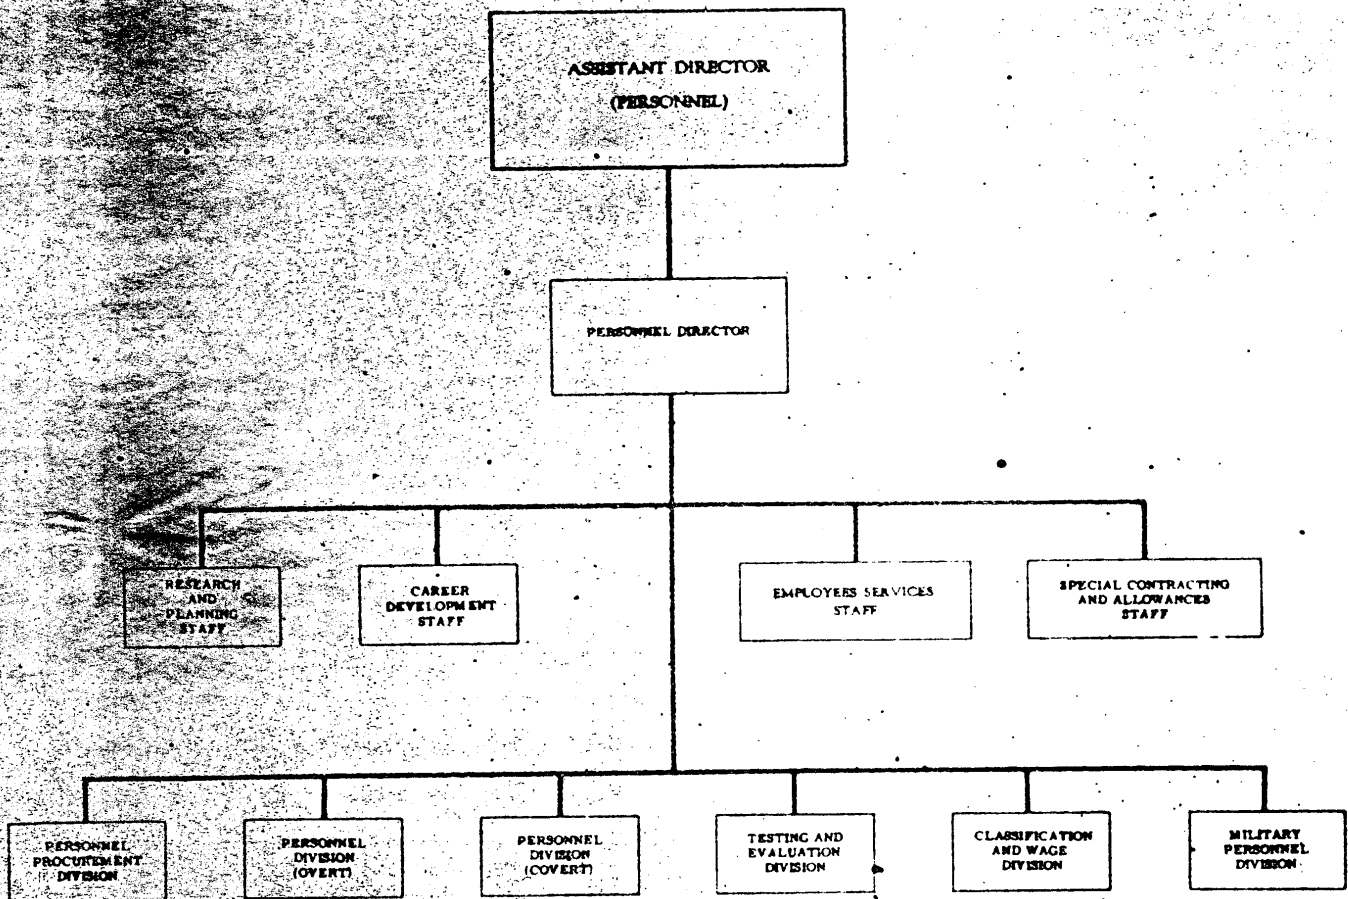 ASSISTANT DIRECTOR
(PERSONNEL)
PERSONNEL DIRECTOR
RESEARCH
AND
PLANNING
STAFF
CAREER
DEVELOPMENT
STAFF
EMPLOYEES SERVICES
STAFF
SPECIAL CONTRACTING
AND ALLOWANCES
STAFF
PERSONNEL
PROCUREMENT
DIVISION
PERSONNEL
DIVISION
(OVERT)
PERSONNEL
DIVISION
(COVERT)
TESTING AND
EVALUATION
DIVISION
CLASSIFICATION
AND WAGE
DIVISION
MILITARY
PERSONNEL
DIVISION